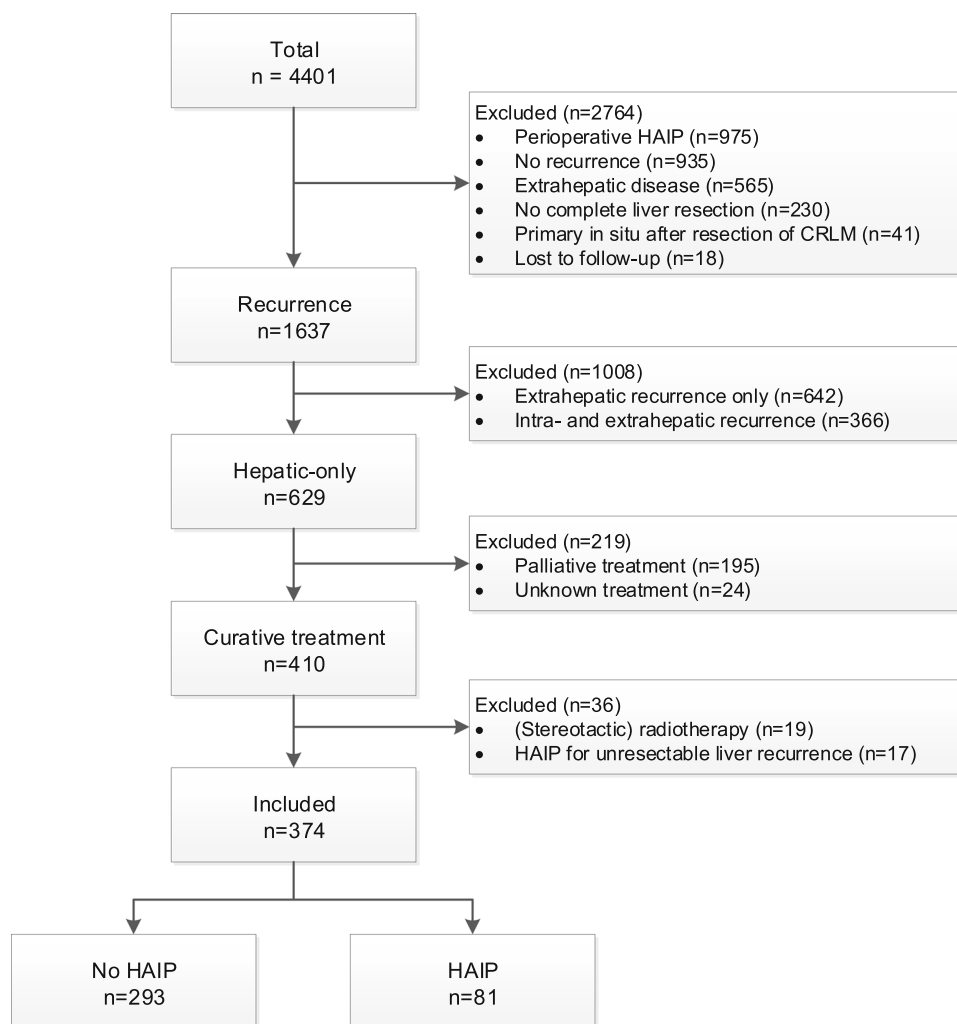 Total
n = 4401
Excluded (n=2764)
• Perioperative HAIP (n=975)
• No recurrence (n=935)
• Extrahepatic disease (n=565)
• No complete liver resection (n=230)
• Primary in situ after resection of CRLM (n=41)
• Lost to follow-up (n=18)
Recurrence
n=1637
Excluded (n=1008)
• Extrahepatic recurrence only (n=642)
• Intra- and extrahepatic recurrence (n=366)
Hepatic-only
n=629
Excluded (n=219)
• Palliative treatment (n=195)
• Unknown treatment (n=24)
Curative treatment
n=410
Excluded (n=36)
• (Stereotactic) radiotherapy (n=19)
• HAIP for unresectable liver recurrence (n=17)
Included
n=374
No HAIP
n=293
HAIP
n=81